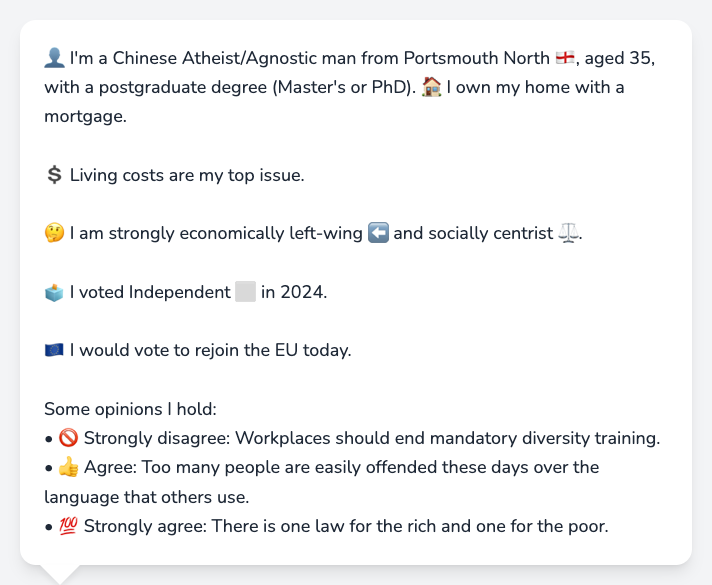 👤 I'm a Chinese Atheist/Agnostic man from Portsmouth North 🏴󠁧󠁢󠁥󠁮󠁧󠁿, aged 35,
with a postgraduate degree (Master's or PhD). 🏠 I own my home with a
mortgage.
💲 Living costs are my top issue.
🤔 I am strongly economically left-wing ⬅️ and socially centrist ⚖️.
🗳️ I voted Independent ⬜ in 2024.
🇪🇺 I would vote to rejoin the EU today.
Some opinions I hold:
• 🚫 Strongly disagree: Workplaces should end mandatory diversity training.
• 👍 Agree: Too many people are easily offended these days over the
language that others use.
• 💯 Strongly agree: There is one law for the rich and one for the poor.